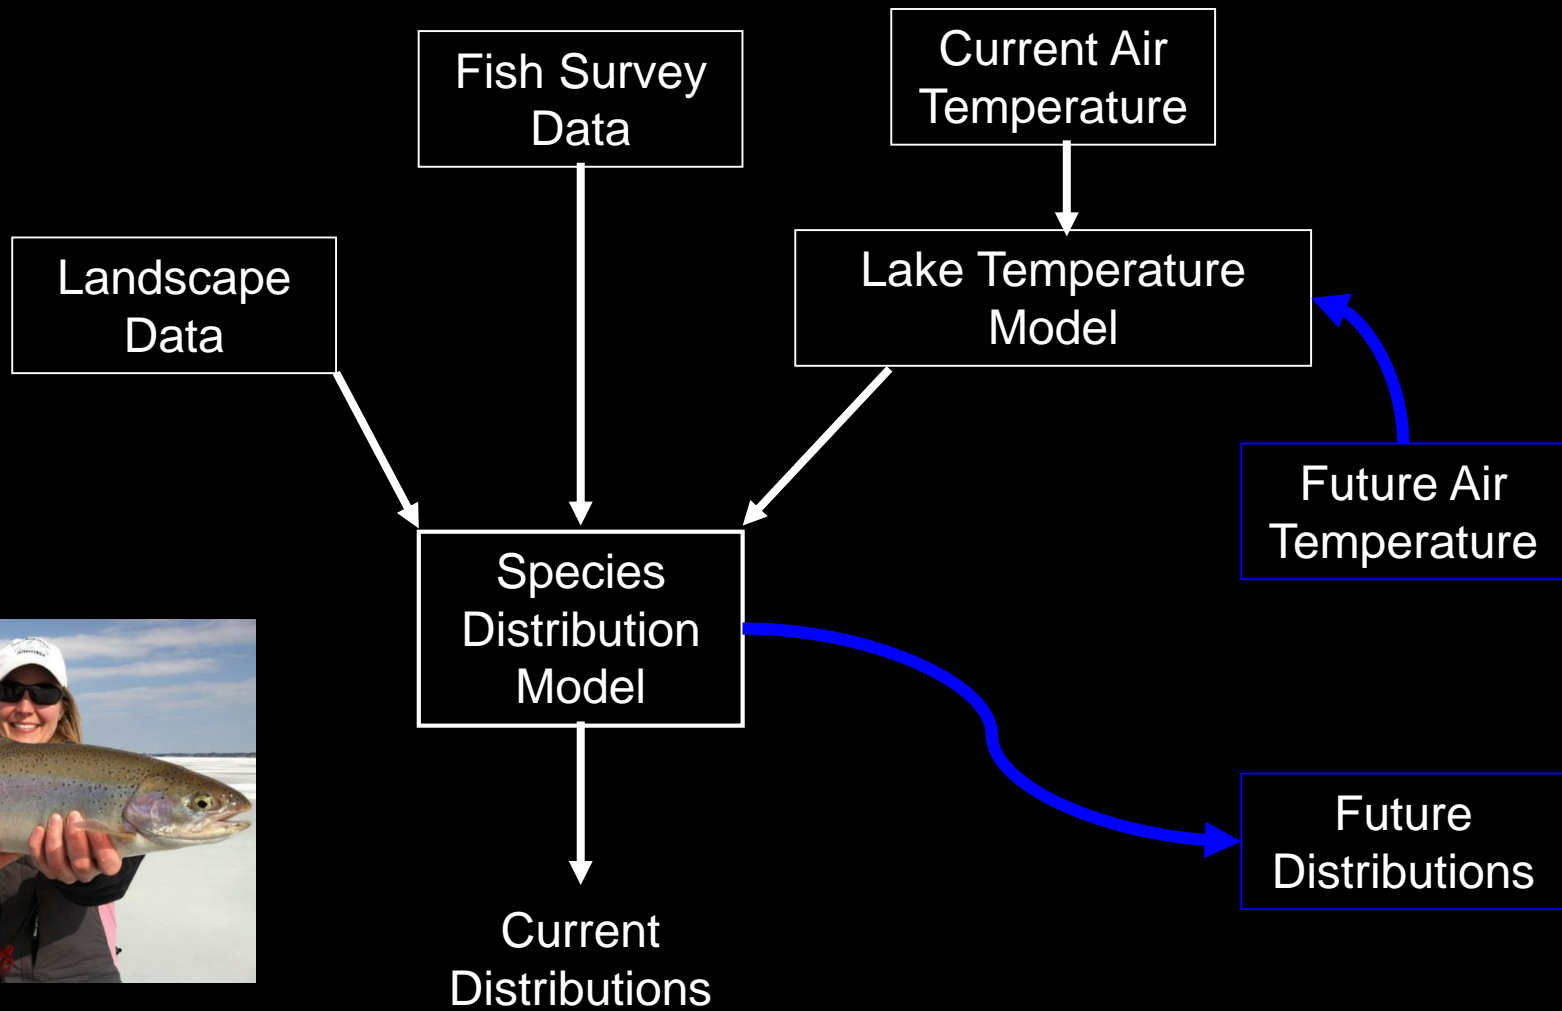 Current Air
Temperature
Fish Survey
Data
Landscape
Data
Lake Temperature
Model
Future Air
Temperature
Species
Distribution
Model
Future
Distributions
Current
Distributions